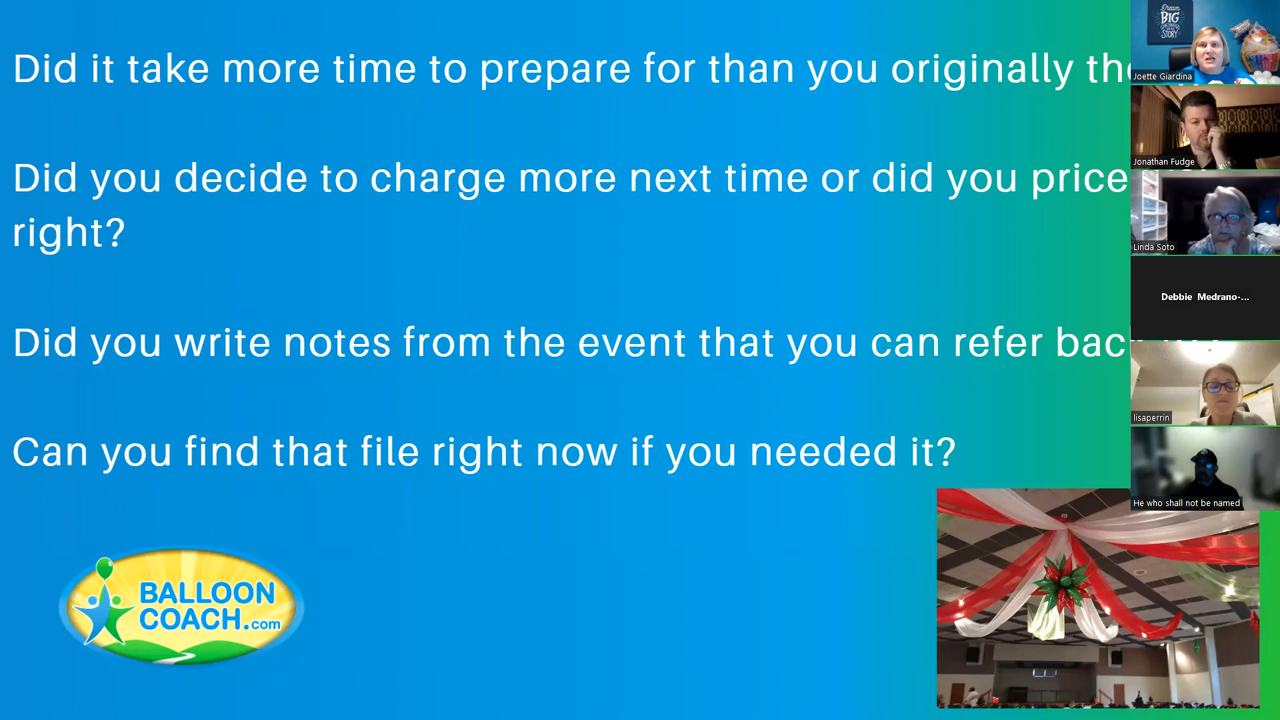 Did it take more time to prepare for than you originally
Did you decide to charge more next time or did you price
right?
Did you write notes from the event that you can refer
Can you find that file right now if you needed it?
BALLOON
COACH.com
Dream
BIG
STORY
Joette Giardina
Jonathan Fudge
Linda Soto
Debbie Medrano-...
lisaperrin
He who shall not be named